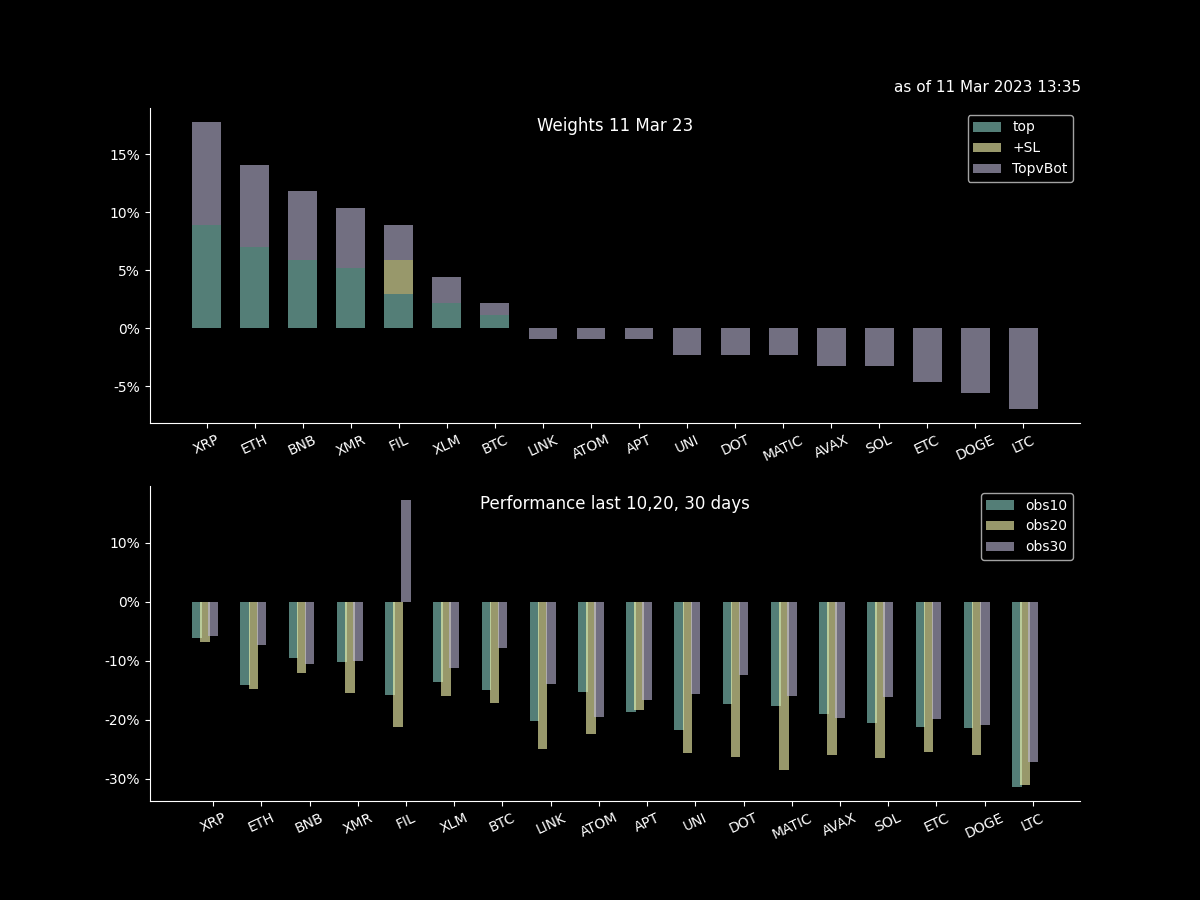 as of 11 Mar 2023 13:35
Weights 11 Mar 23
top
+SL
TopvBot
15%
10%
5%
0%
-5%
XRP ETH BNB XMR FIL XLM BTC LINK ATOM APT UNI DOT MATIC AVAX SOL ETC DOGE LTC
Performance last 10,20, 30 days
obs10
obs20
obs30
10%
0%
-10%
-20%
-30%
XRP ETH BNB XMR FIL XLM BTC LINK ATOM APT UNI DOT MATIC AVAX SOL ETC DOGE LTC